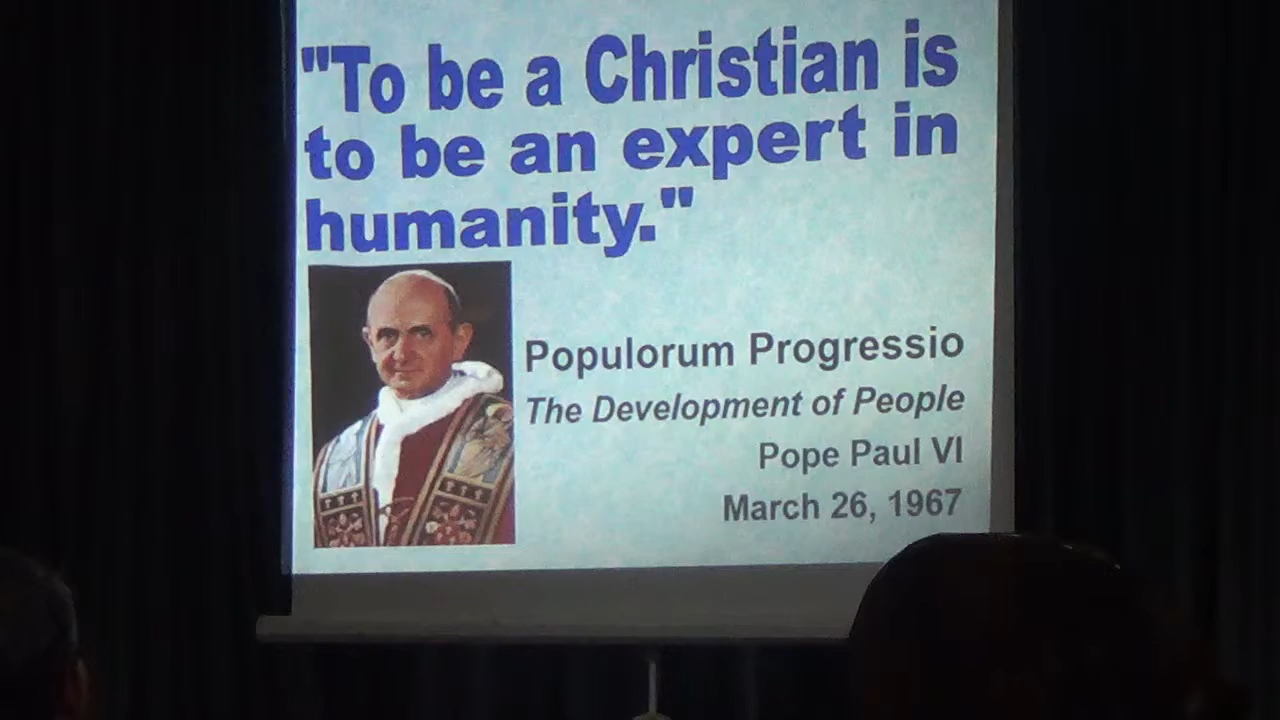 "To be a Christian is
to be an expert in
humanity."
Populorum Progressio
The Development of People
Pope Paul VI
March 26, 1967